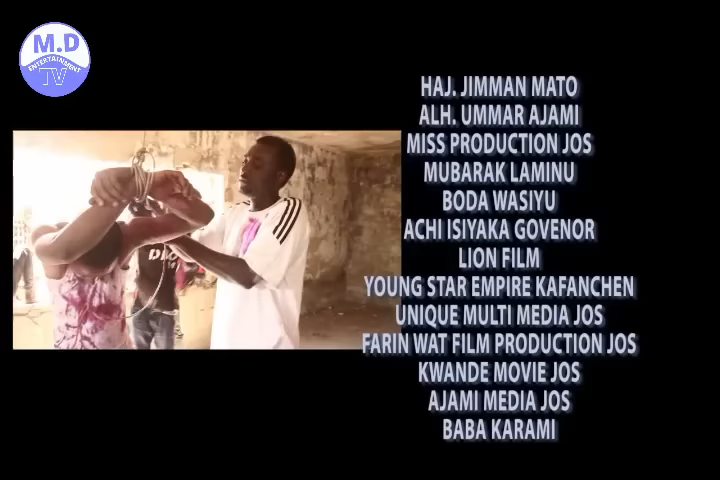 M.D
ENTERTAINMENT
TV
HAJ. JIMMAN MATO
ALH. UMMAR AJAMI
MISS PRODUCTION JOS
MUBARAK LAMINU
BODA WASIYU
ACHI ISIYAKA GOVENOR
LION FILM
YOUNG STAR EMPIRE KAFANCHEN
UNIQUE MULTI MEDIA JOS
FARIN WAT FILM PRODUCTION JOS
KWANDE MOVIE JOS
AJAMI MEDIA JOS
BABA KARAMI